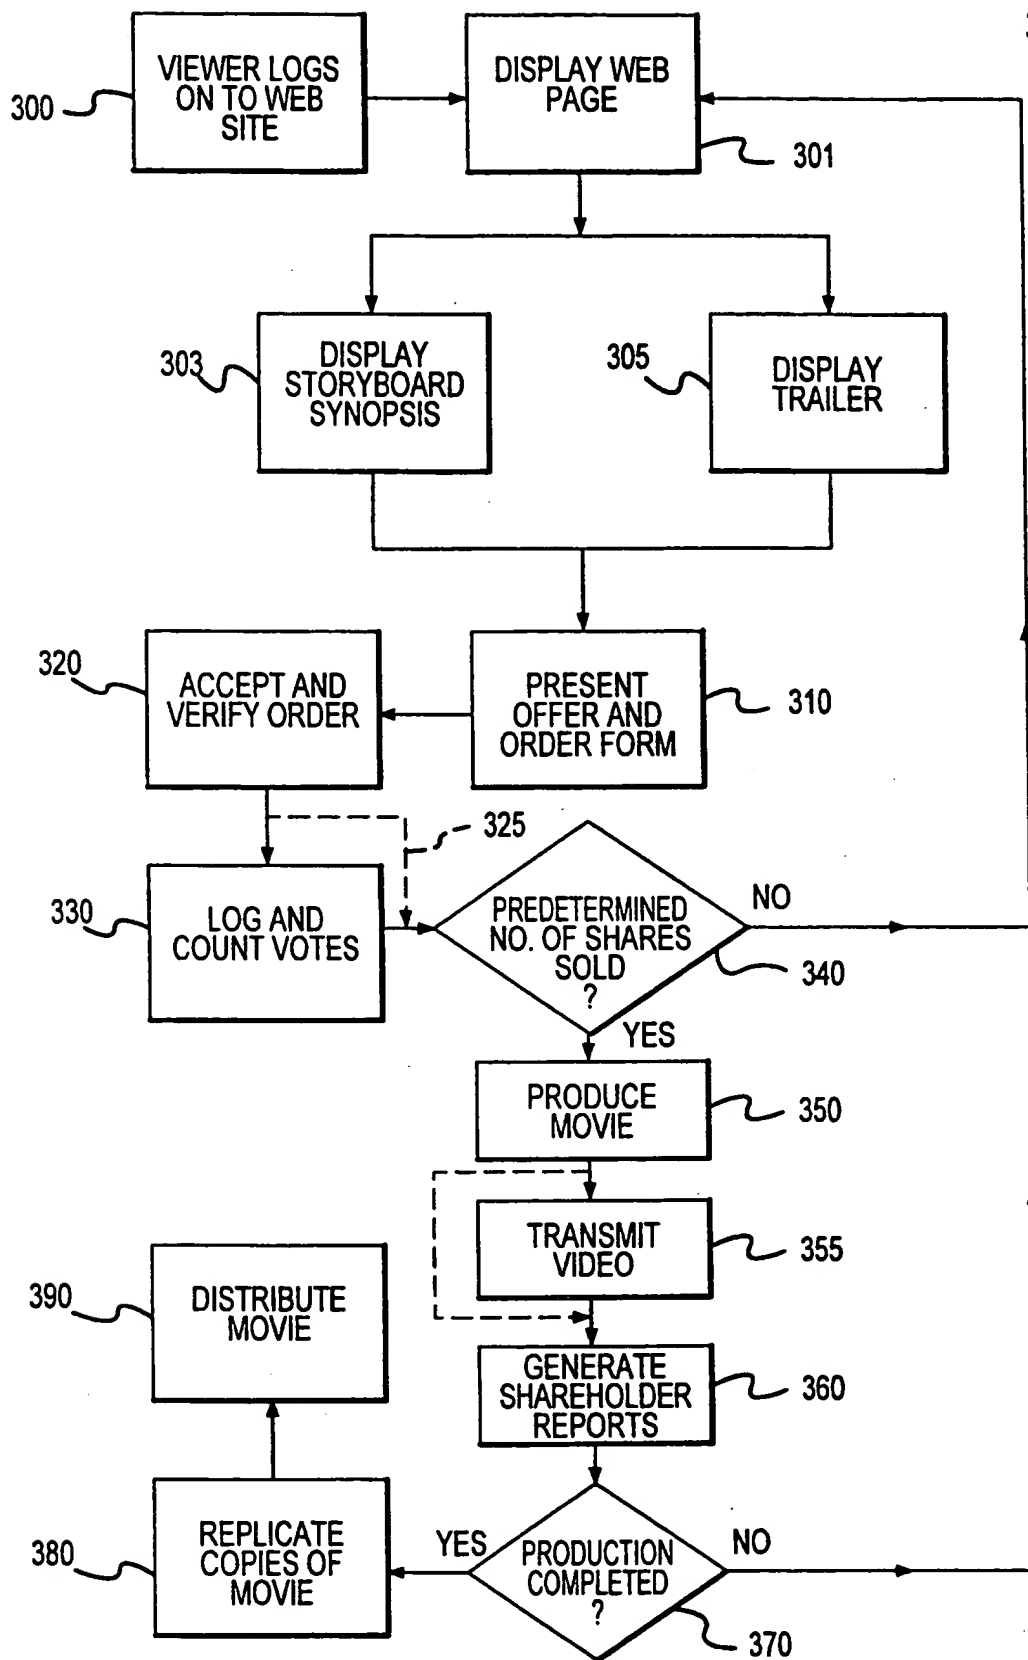 VIEWER LOGS
ON TO WEB
SITE
300
DISPLAY WEB
PAGE
301
303
DISPLAY
STORYBOARD
SYNOPSIS
305
DISPLAY
TRAILER
320
ACCEPT AND
VERIFY ORDER
PRESENT
OFFER AND
ORDER FORM
310
325
330
LOG AND
COUNT VOTES
PREDETERMINED
NO. OF SHARES
SOLD
?
NO
340
YES
PRODUCE
MOVIE
350
TRANSMIT
VIDEO
355
390
DISTRIBUTE
MOVIE
GENERATE
SHAREHOLDER
REPORTS
360
380
REPLICATE
COPIES OF
MOVIE
YES
PRODUCTION
COMPLETED
?
NO
370